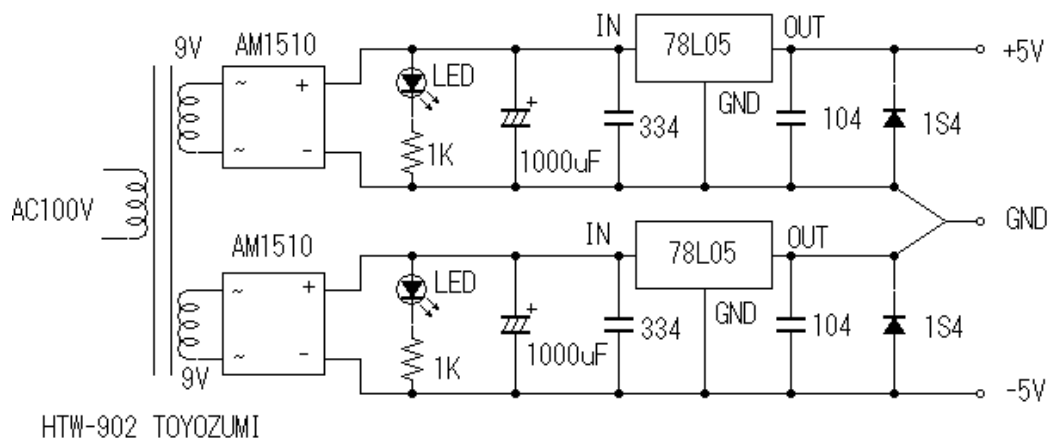 9V
AM1510
~
+
~
-
LED
1K
+
1000uF
334
IN
78L05
OUT
GND
104
1S4
+5V
AC100V
GND
AM1510
~
+
~
-
9V
LED
1K
+
1000uF
334
IN
78L05
OUT
GND
104
1S4
-5V
HTW-902 TOYOZUMI